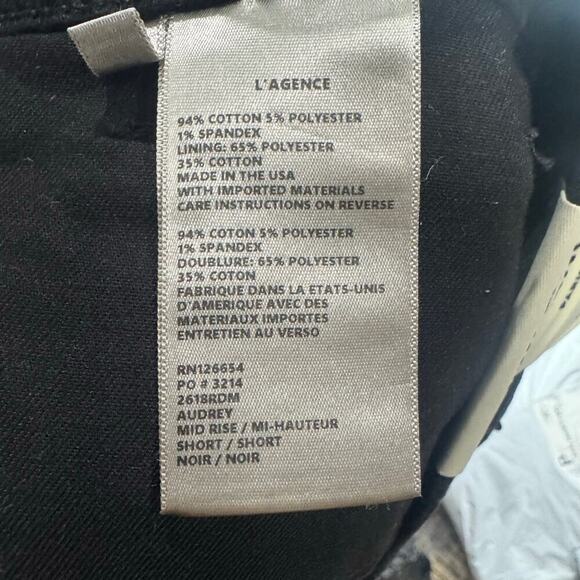 L'AGENCE
94% COTTON 5% POLYESTER
1% SPANDEX
LINING: 65% POLYESTER
35% COTTON
MADE IN THE USA
WITH IMPORTED MATERIALS
CARE INSTRUCTIONS ON REVERSE
94% COTON 5% POLYESTER
1% SPANDEX
DOUBLURE: 65% POLYESTER
35% COTON
FABRIQUE DANS LA ETATS-UNIS
D'AMERIQUE AVEC DES
MATERIAUX IMPORTER
ENTRETIEN AU VERSO
RN126654
PO # 3214
2618RDM
AUDREY
MID RISE / MI-HAUTEUR
SHORT / SHORT
NOIR / NOIR